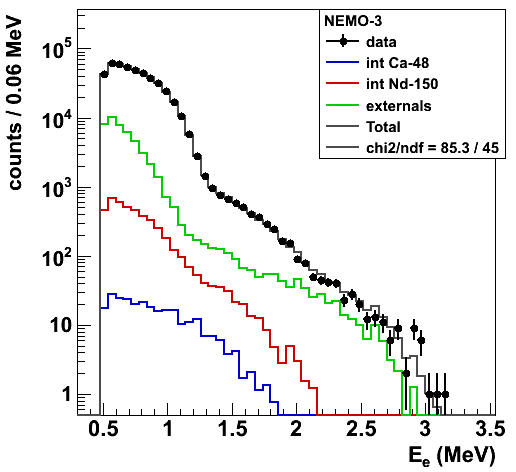 counts / 0.06 MeV
10^5
10^4
10^3
10^2
10
1
NEMO-3
data
int Ca-48
int Nd-150
externals
Total
chi2/ndf = 85.3 / 45
0.5 1 1.5 2 2.5 3 3.5
E_e (MeV)